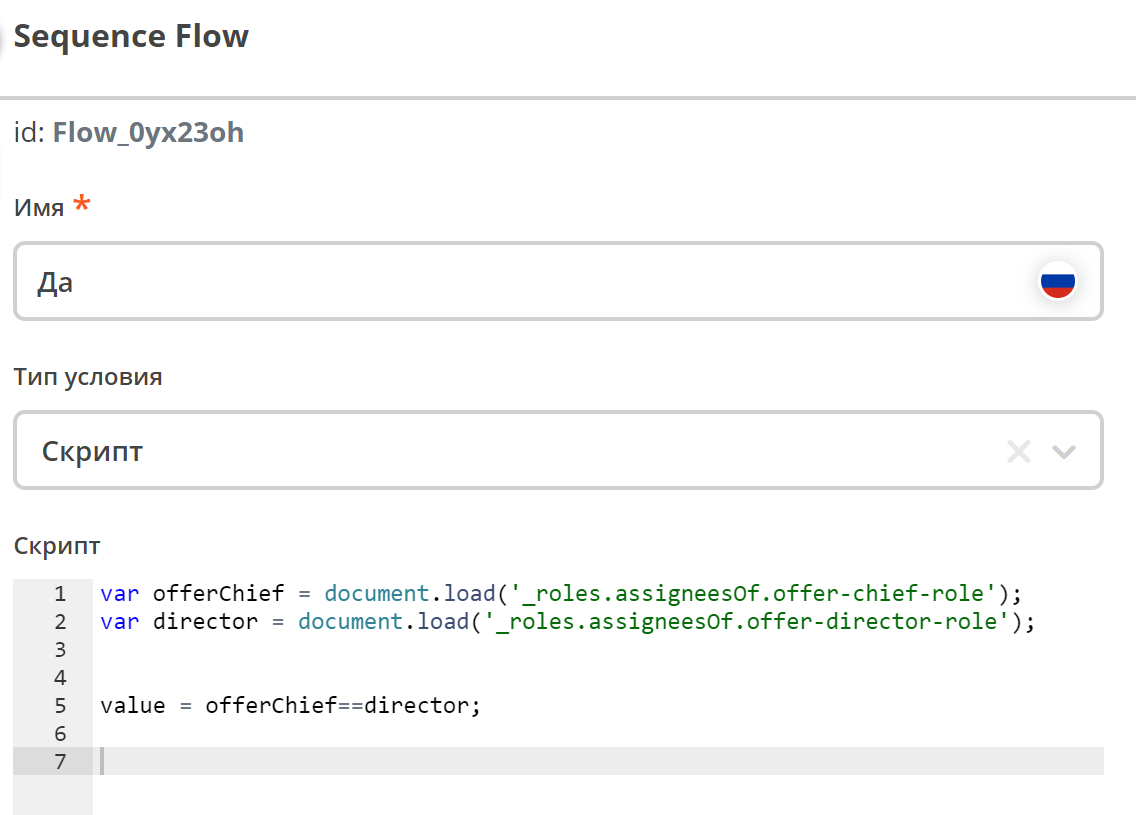 Sequence Flow
id: Flow_0yx23oh
Имя *
Да
Тип условия
Скрипт
Скрипт
1 var offerChief = document.load('_roles.assigneesOf.offer-chief-role');
2 var director = document.load('_roles.assigneesOf.offer-director-role');
3
4
5 value = offerChief==director;
6
7